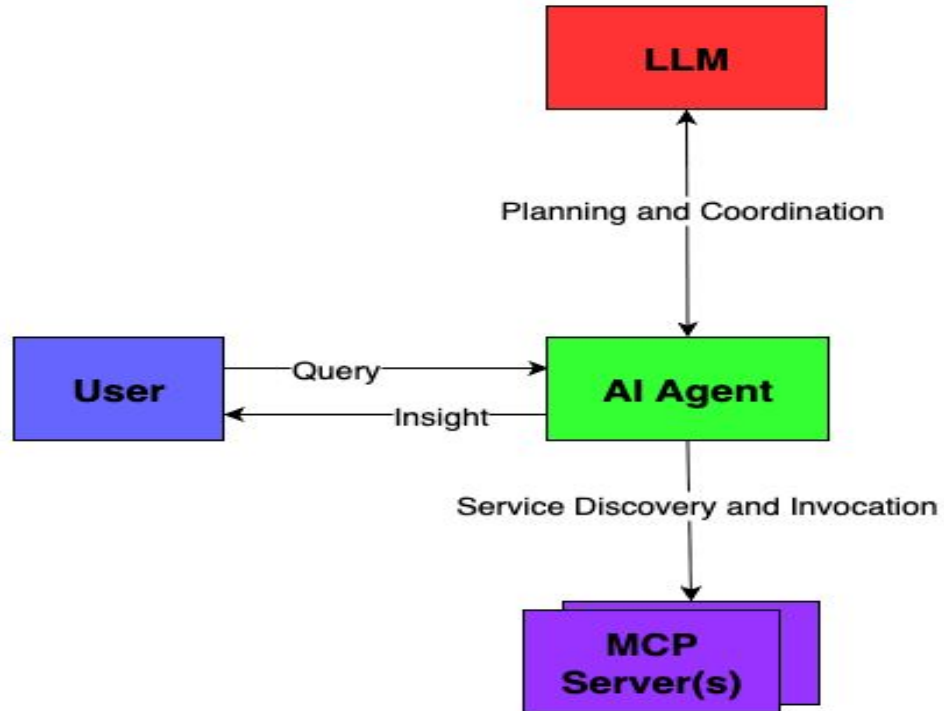 LLM
Planning and Coordination
User
Query
Insight
AI Agent
Service Discovery and Invocation
MCP
Server(s)